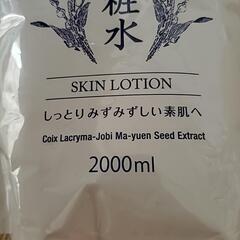 粧水
SKIN LOTION
しっとりみずみずしい素肌へ
Coix Lacryma-Jobi Ma-yuen Seed Extract
2000ml